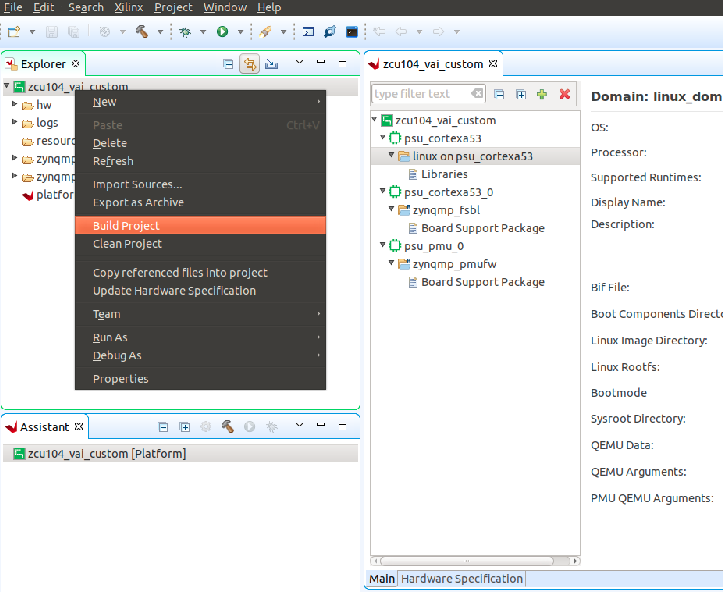 File Edit Search Xilinx Project Window Help
Explorer
zcu104_vai_custom
hw
logs
resourc
zynqmp
zynqmp
platfor
New
Paste Ctrl+V
Delete
Refresh
Import Sources...
Export as Archive
Build Project
Clean Project
Copy referenced files into project
Update Hardware Specification
Team
Run As
Debug As
Properties
Assistant
zcu104_vai_custom [Platform]
zcu104_vai_custom
type filter text
zcu104_vai_custom
psu_cortexa53
linux on psu_cortexa53
Libraries
psu_cortexa53_0
zynqmp_fsbl
Board Support Package
psu_pmu_0
zynqmp_pmufw
Board Support Package
Domain: linux_dom
OS:
Processor:
Supported Runtimes:
Display Name:
Description:
Bif File:
Boot Components Directo
Linux Image Directory:
Linux Rootfs:
Bootmode
Sysroot Directory:
QEMU Data:
QEMU Arguments:
PMU QEMU Arguments:
Main Hardware Specification